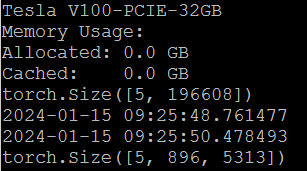 Tesla V100-PCIE-32GB
Memory Usage:
Allocated: 0.0 GB
Cached:    0.0 GB
torch.Size([5, 196608])
2024-01-15 09:25:48.761477
2024-01-15 09:25:50.478493
torch.Size([5, 896, 5313])